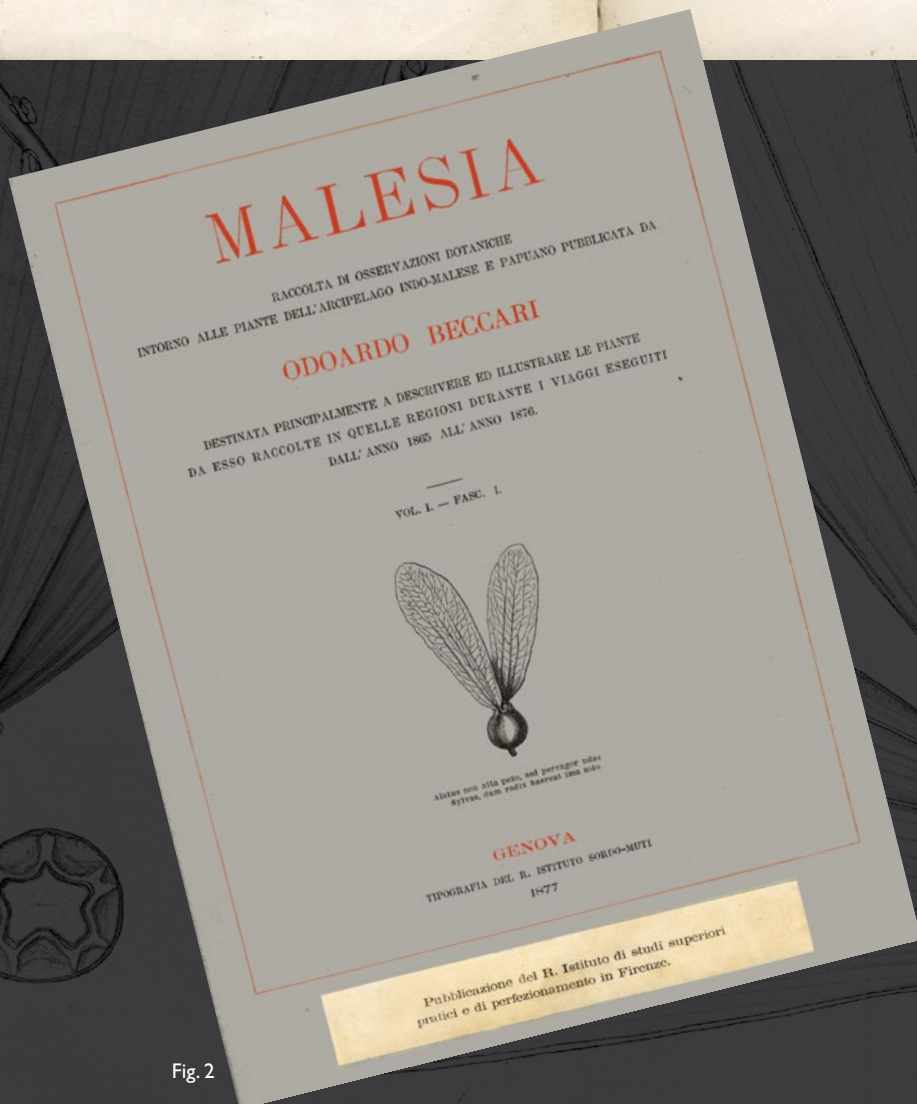 MALESIA
RACCOLTA DI OSSERVAZIONI BOTANICHE
INTORNO ALLE PIANTE DELL'ARCIPELAGO INDO-MALESE E PAPUANO PUBBLICATA DA
ODOARDO BECCARI
DESTINATA PRINCIPALMENTE A DESCRIVERE ED ILLUSTRARE LE PIANTE
DA ESSO RACCOLTE IN QUELLE REGIONI DURANTE I VIAGGI ESEGUITI
DALL' ANNO 1865 ALL' ANNO 1876.
VOL. I. — FASC. I.
Alatus non alta peto, sed pervagor udas
Sylvas, dum radix haereat ima solo
GENOVA
TIPOGRAFIA DEL R. ISTITUTO SORDO-MUTI
1877
Pubblicazione del R. Istituto di studi superiori
pratici e di perfezionamento in Firenze.
Fig. 2